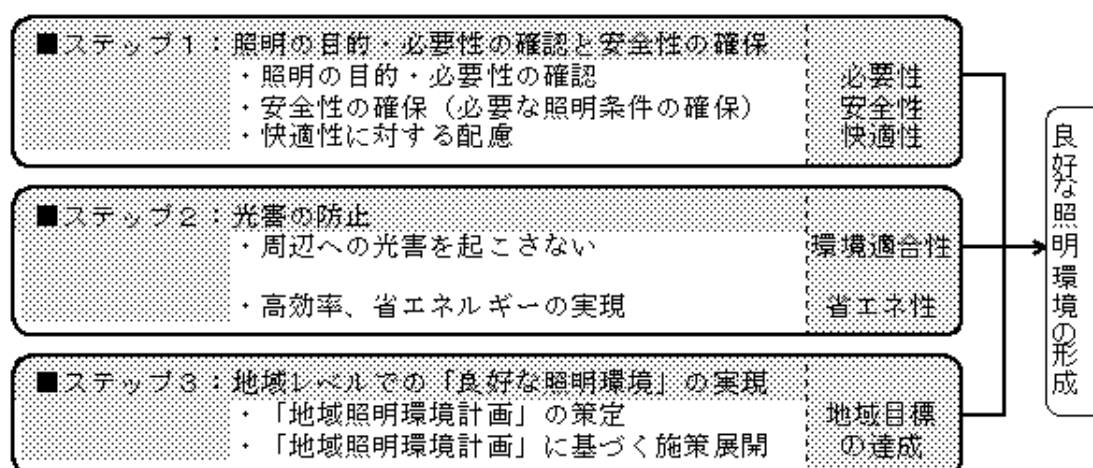 ■ステップ1：照明の目的・必要性の確認と安全性の確保
・照明の目的・必要性の確認
必要性
・安全性の確保（必要な照明条件の確保）
安全性
・快適性に対する配慮
快適性
■ステップ2：光害の防止
・周辺への光害を起こさない
環境適合性
・高効率、省エネルギーの実現
省エネ性
■ステップ3：地域レベルでの「良好な照明環境」の実現
・「地域照明環境計画」の策定
地域目標
・「地域照明環境計画」に基づく施策展開
の達成
良好な照明環境の形成